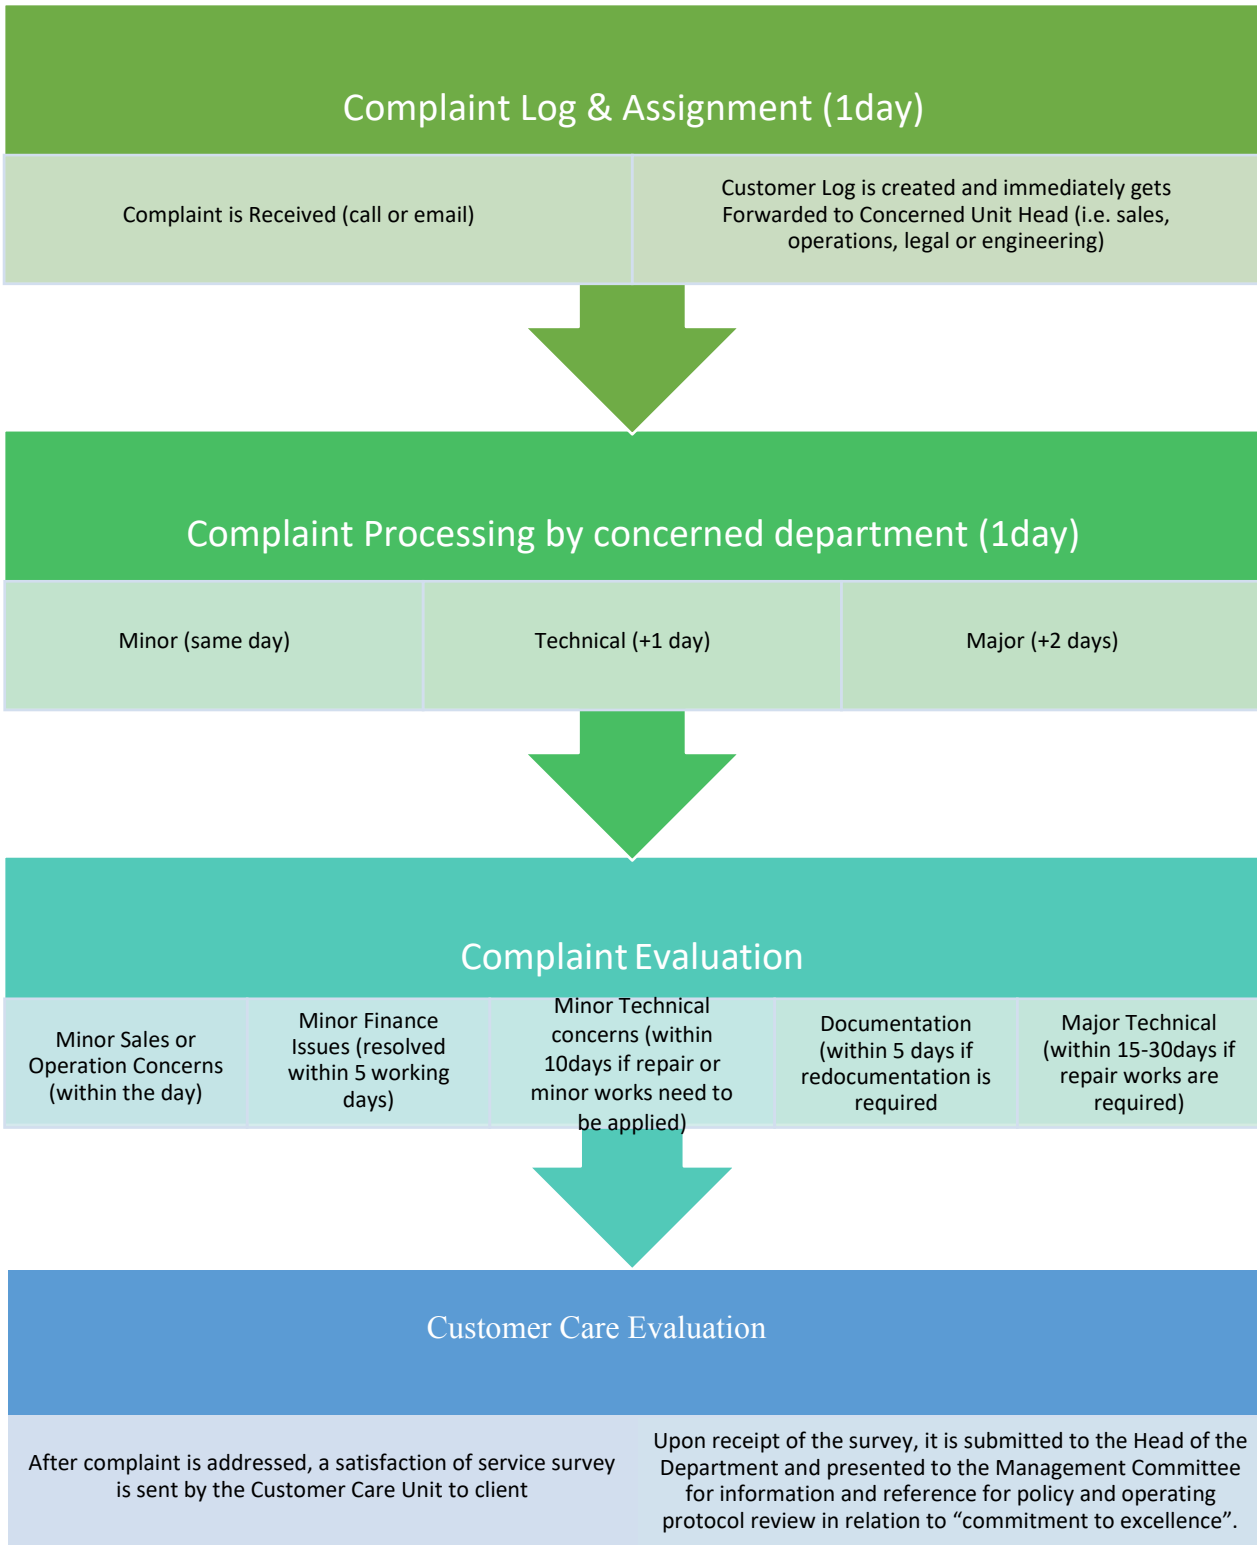 Complaint Log & Assignment (1day)
Complaint is Received (call or email)
Customer Log is created and immediately gets
Forwarded to Concerned Unit Head (i.e. sales,
operations, legal or engineering)
Complaint Processing by concerned department (1day)
Minor (same day)
Technical (+1 day)
Major (+2 days)
Complaint Evaluation
Minor Sales or
Operation Concerns
(within the day)
Minor Finance
Issues (resolved
within 5 working
days)
Minor Technical
concerns (within
10days if repair or
minor works need to
be applied)
Documentation
(within 5 days if
redocumentation is
required
Major Technical
(within 15-30days if
repair works are
required)
Customer Care Evaluation
After complaint is addressed, a satisfaction of service survey
is sent by the Customer Care Unit to client
Upon receipt of the survey, it is submitted to the Head of the
Department and presented to the Management Committee
for information and reference for policy and operating
protocol review in relation to “commitment to excellence”.